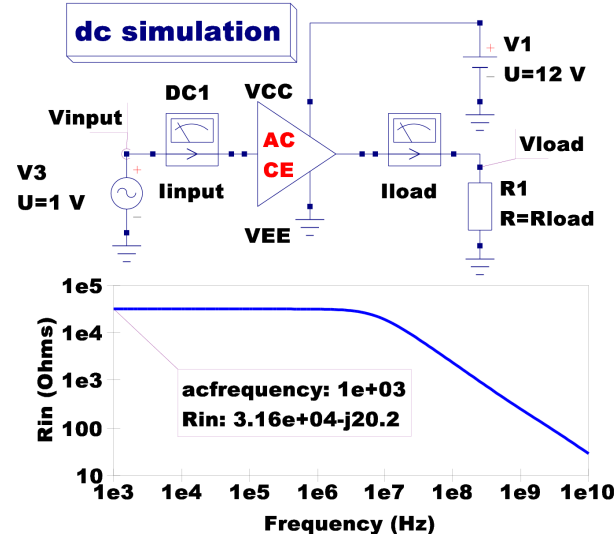 dc simulation
V1
U=12 V
DC1
VCC
Vinput
AC
CE
Vload
V3
U=1 V
Iinput
Iload
R1
R=Rload
VEE
+
−
+
−
Rin (Ohms)
1e5
1e4
1e3
100
10
acfrequency: 1e+03
Rin: 3.16e+04-j20.2
1e3 1e4 1e5 1e6 1e7 1e8 1e9 1e10
Frequency (Hz)